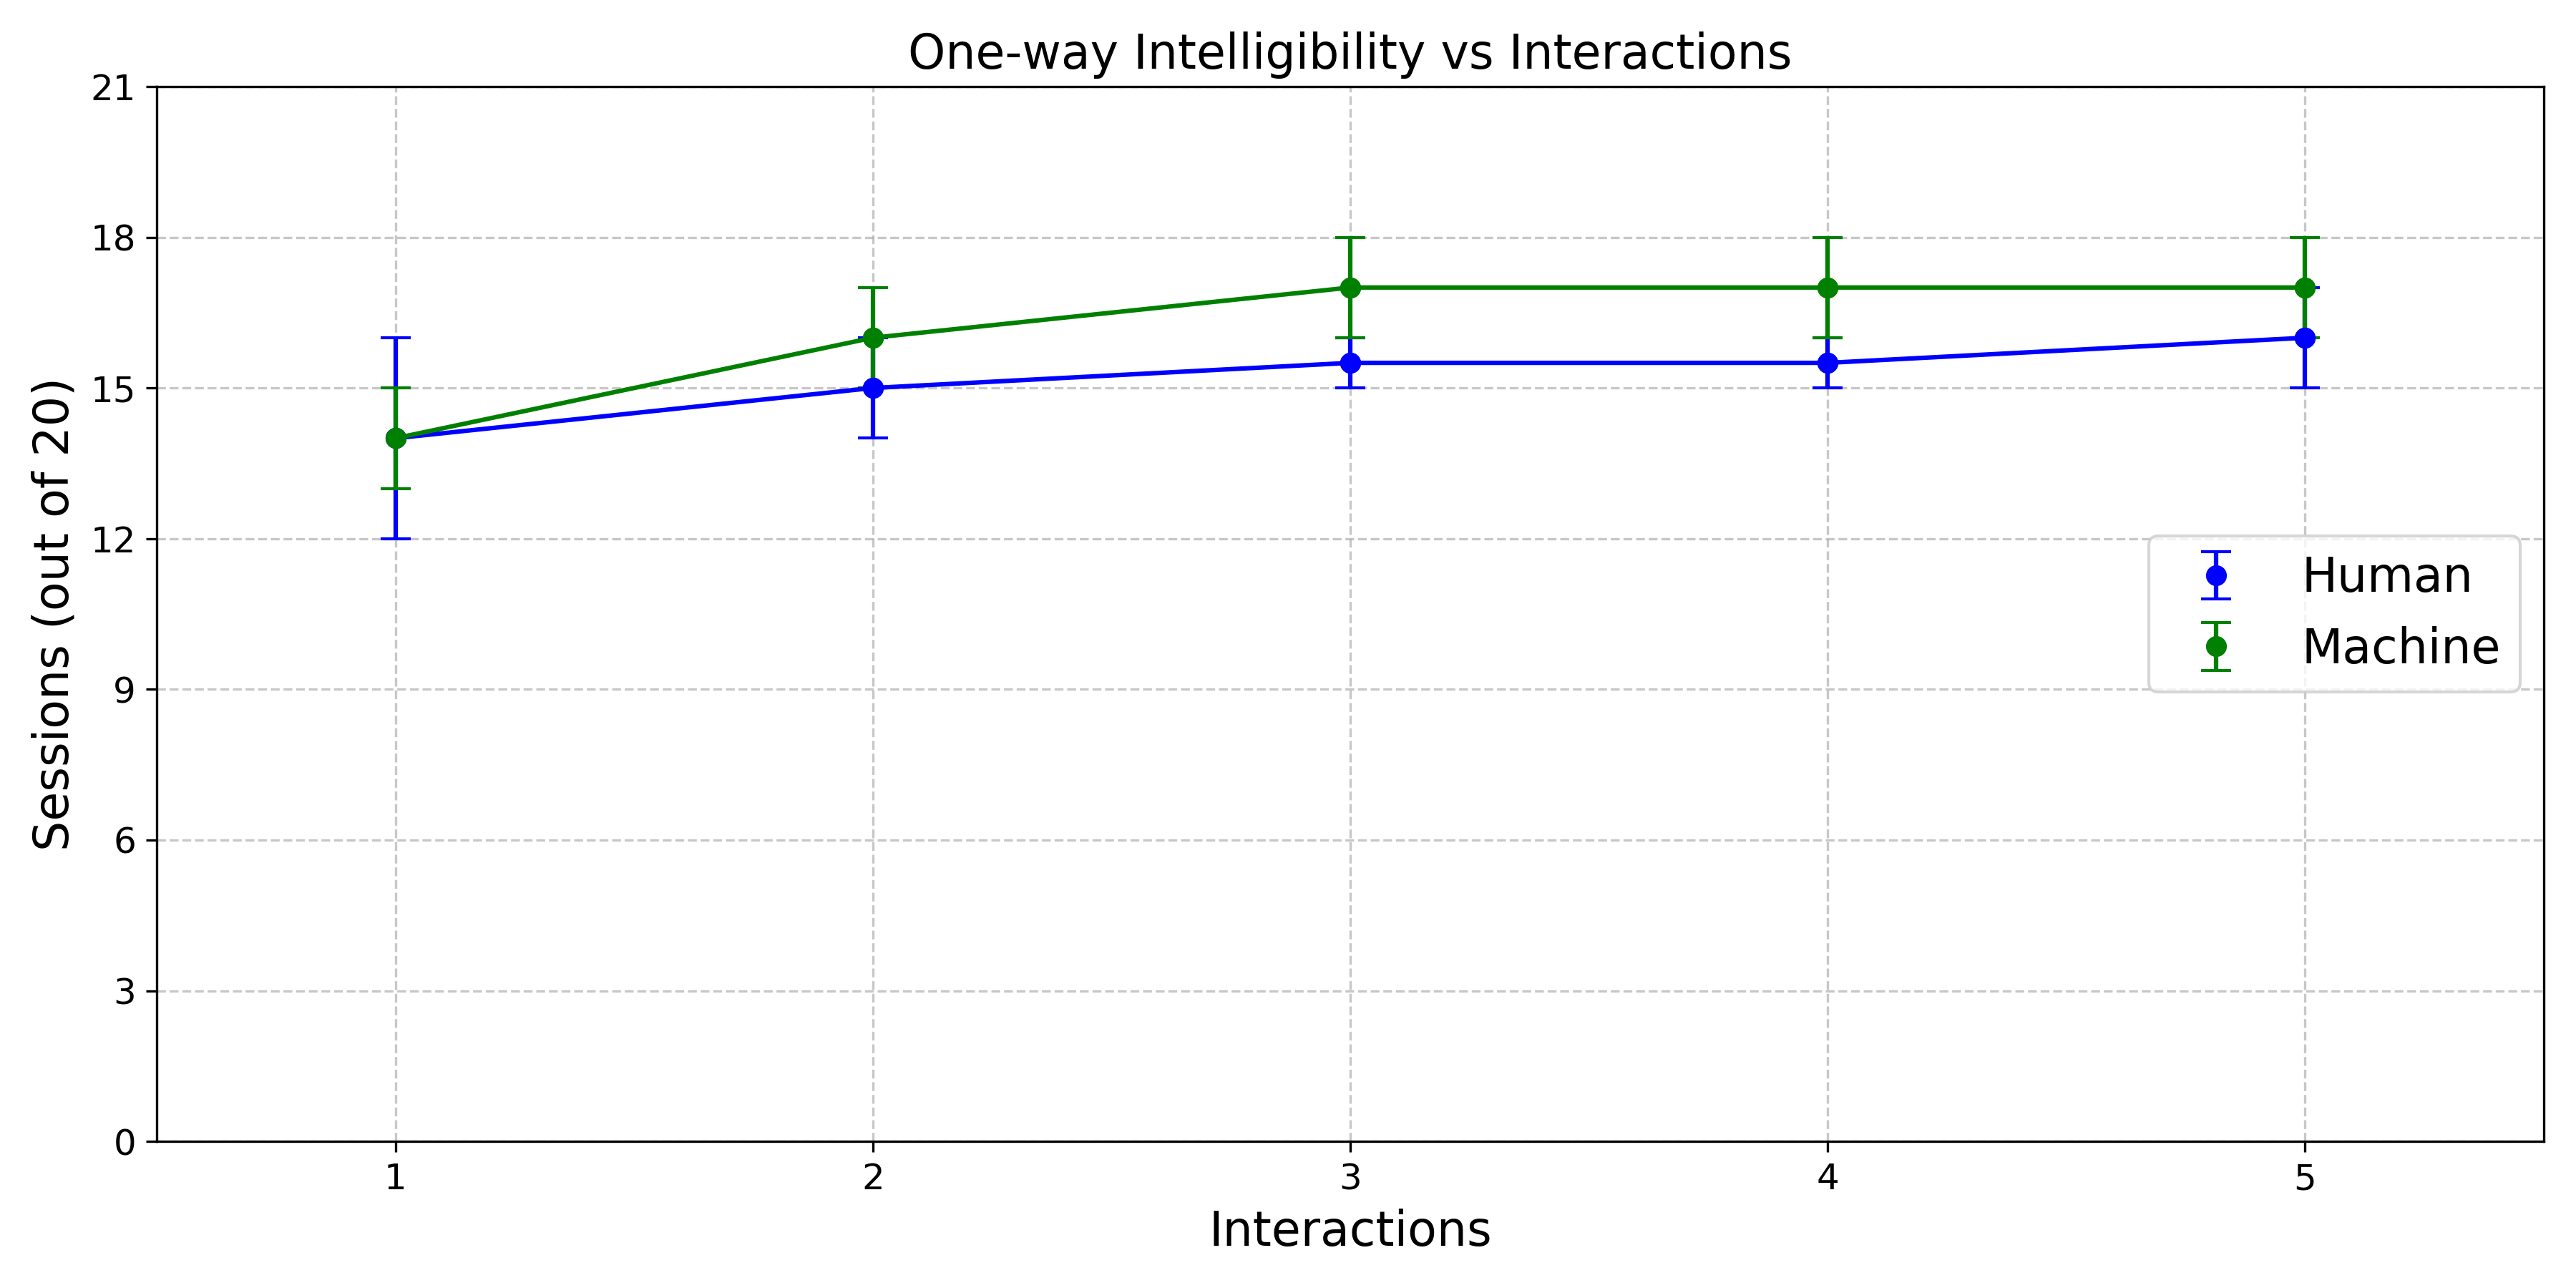 One-way Intelligibility vs Interactions
Sessions (out of 20)
21
18
15
12
9
6
3
0
Human
Machine
1 2 3 4 5
Interactions